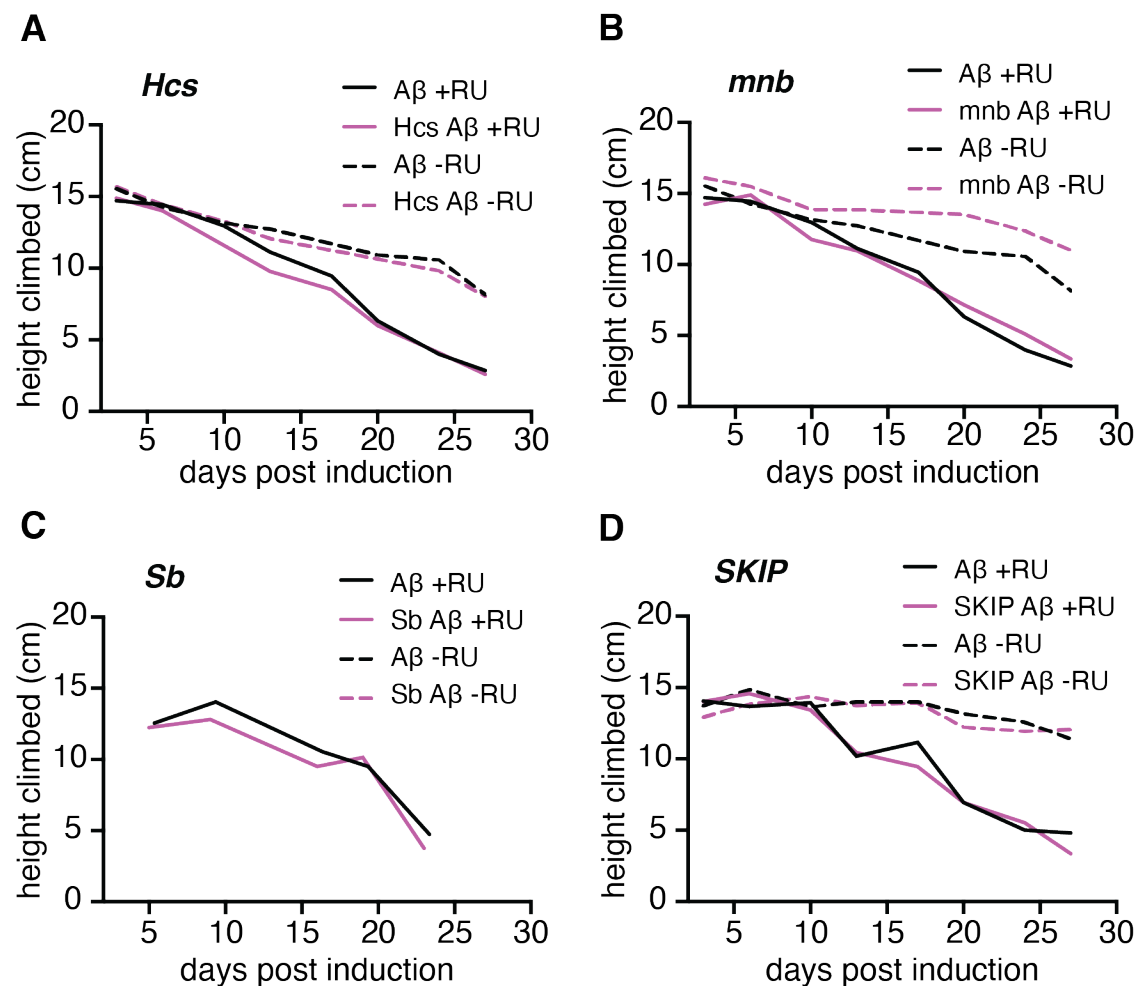 A
Hcs
Aβ +RU
Hcs Aβ +RU
Aβ -RU
Hcs Aβ -RU
height climbed (cm)
20
15
10
5
0
5 10 15 20 25 30
days post induction
B
mnb
Aβ +RU
mnb Aβ +RU
Aβ -RU
mnb Aβ -RU
height climbed (cm)
20
15
10
5
0
5 10 15 20 25 30
days post induction
C
Sb
Aβ +RU
Sb Aβ +RU
Aβ -RU
Sb Aβ -RU
height climbed (cm)
20
15
10
5
0
5 10 15 20 25 30
days post induction
D
SKIP
Aβ +RU
SKIP Aβ +RU
Aβ -RU
SKIP Aβ -RU
height climbed (cm)
20
15
10
5
0
5 10 15 20 25 30
days post induction